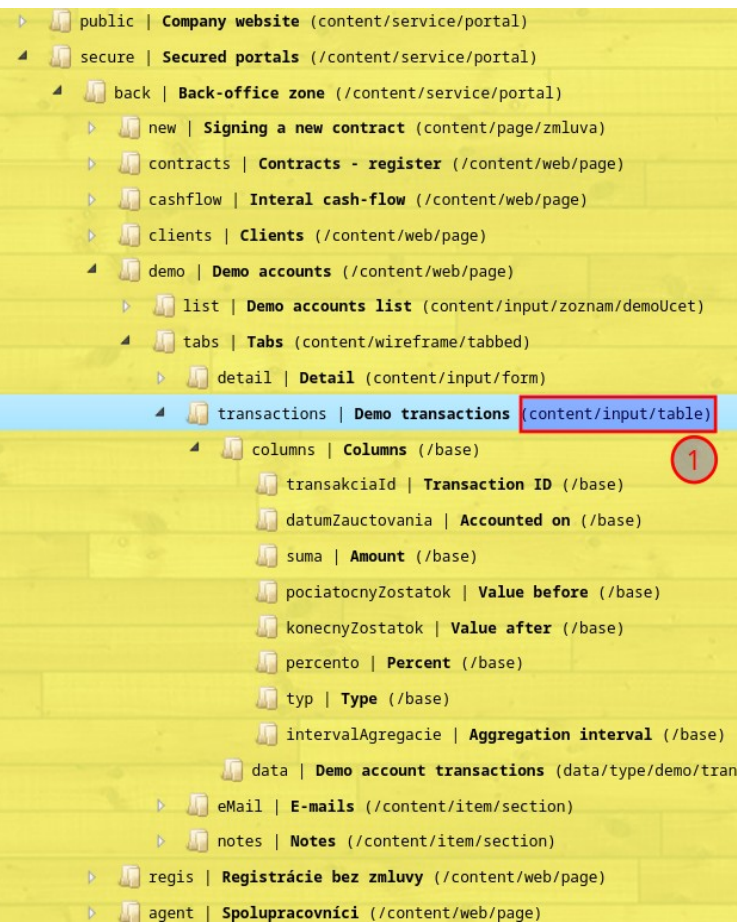 public | Company website (content/service/portal)
secure | Secured portals (/content/service/portal)
back | Back-office zone (/content/service/portal)
new | Signing a new contract (content/page/zmluva)
contracts | Contracts - register (/content/web/page)
cashflow | Interal cash-flow (/content/web/page)
clients | Clients (/content/web/page)
demo | Demo accounts (/content/web/page)
list | Demo accounts list (content/input/zoznam/demoUcet)
tabs | Tabs (content/wireframe/tabbed)
detail | Detail (content/input/form)
transactions | Demo transactions (content/input/table)
columns | Columns (/base)
1
transakciaId | Transaction ID (/base)
datumZauctovania | Accounted on (/base)
suma | Amount (/base)
pociatocnyZostatok | Value before (/base)
konecnyZostatok | Value after (/base)
percento | Percent (/base)
typ | Type (/base)
intervalAgregacie | Aggregation interval (/base)
data | Demo account transactions (data/type/demo/tran
eMail | E-mails (/content/item/section)
notes | Notes (/content/item/section)
regis | Registrácie bez zmluvy (/content/web/page)
agent | Spolupracovníci (/content/web/page)